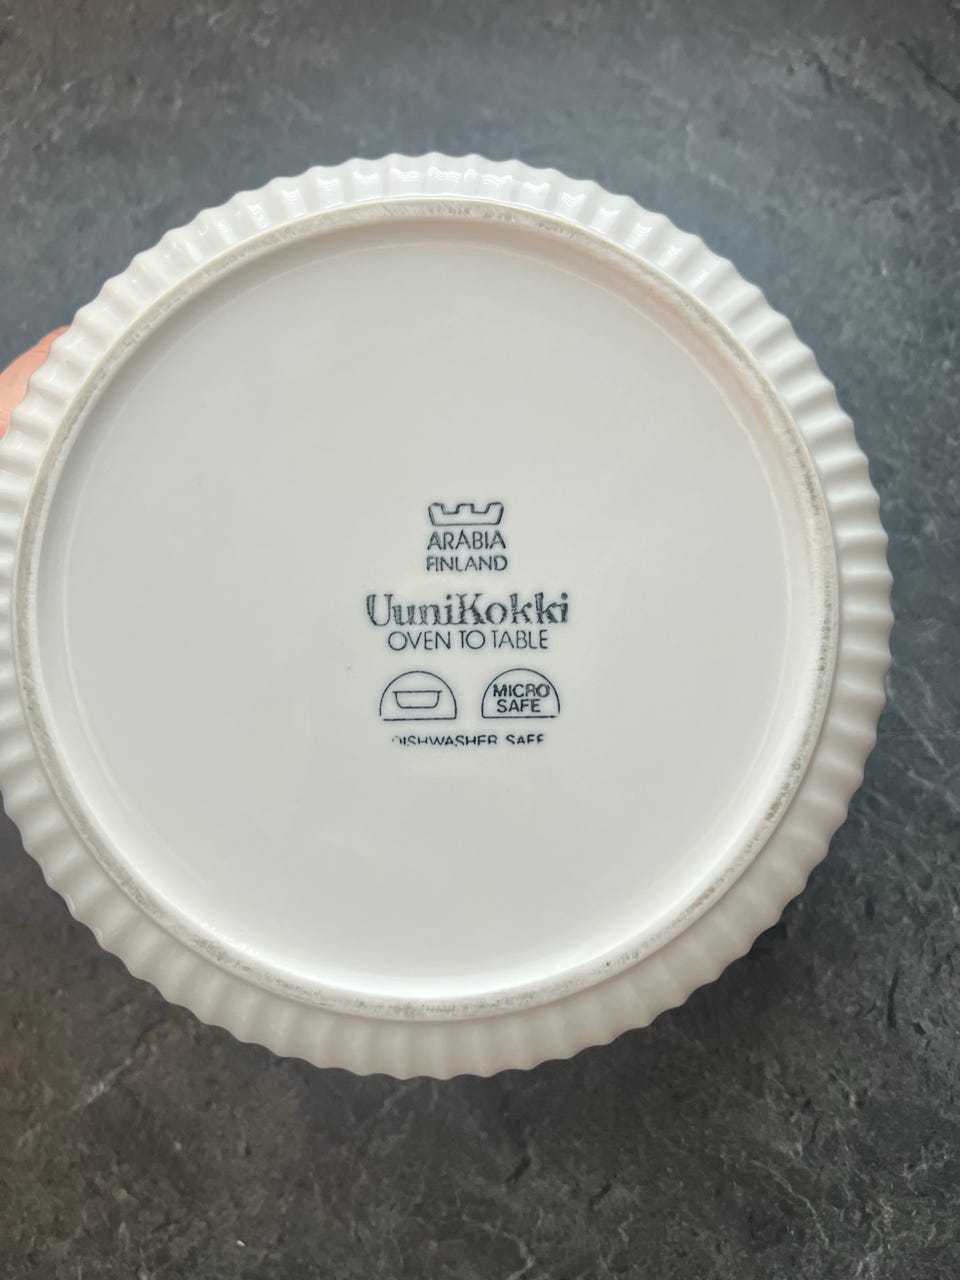 ARABIA
FINLAND
UuniKokki
OVEN TO TABLE
MICRO
SAFE
DISHWASHER SAFE